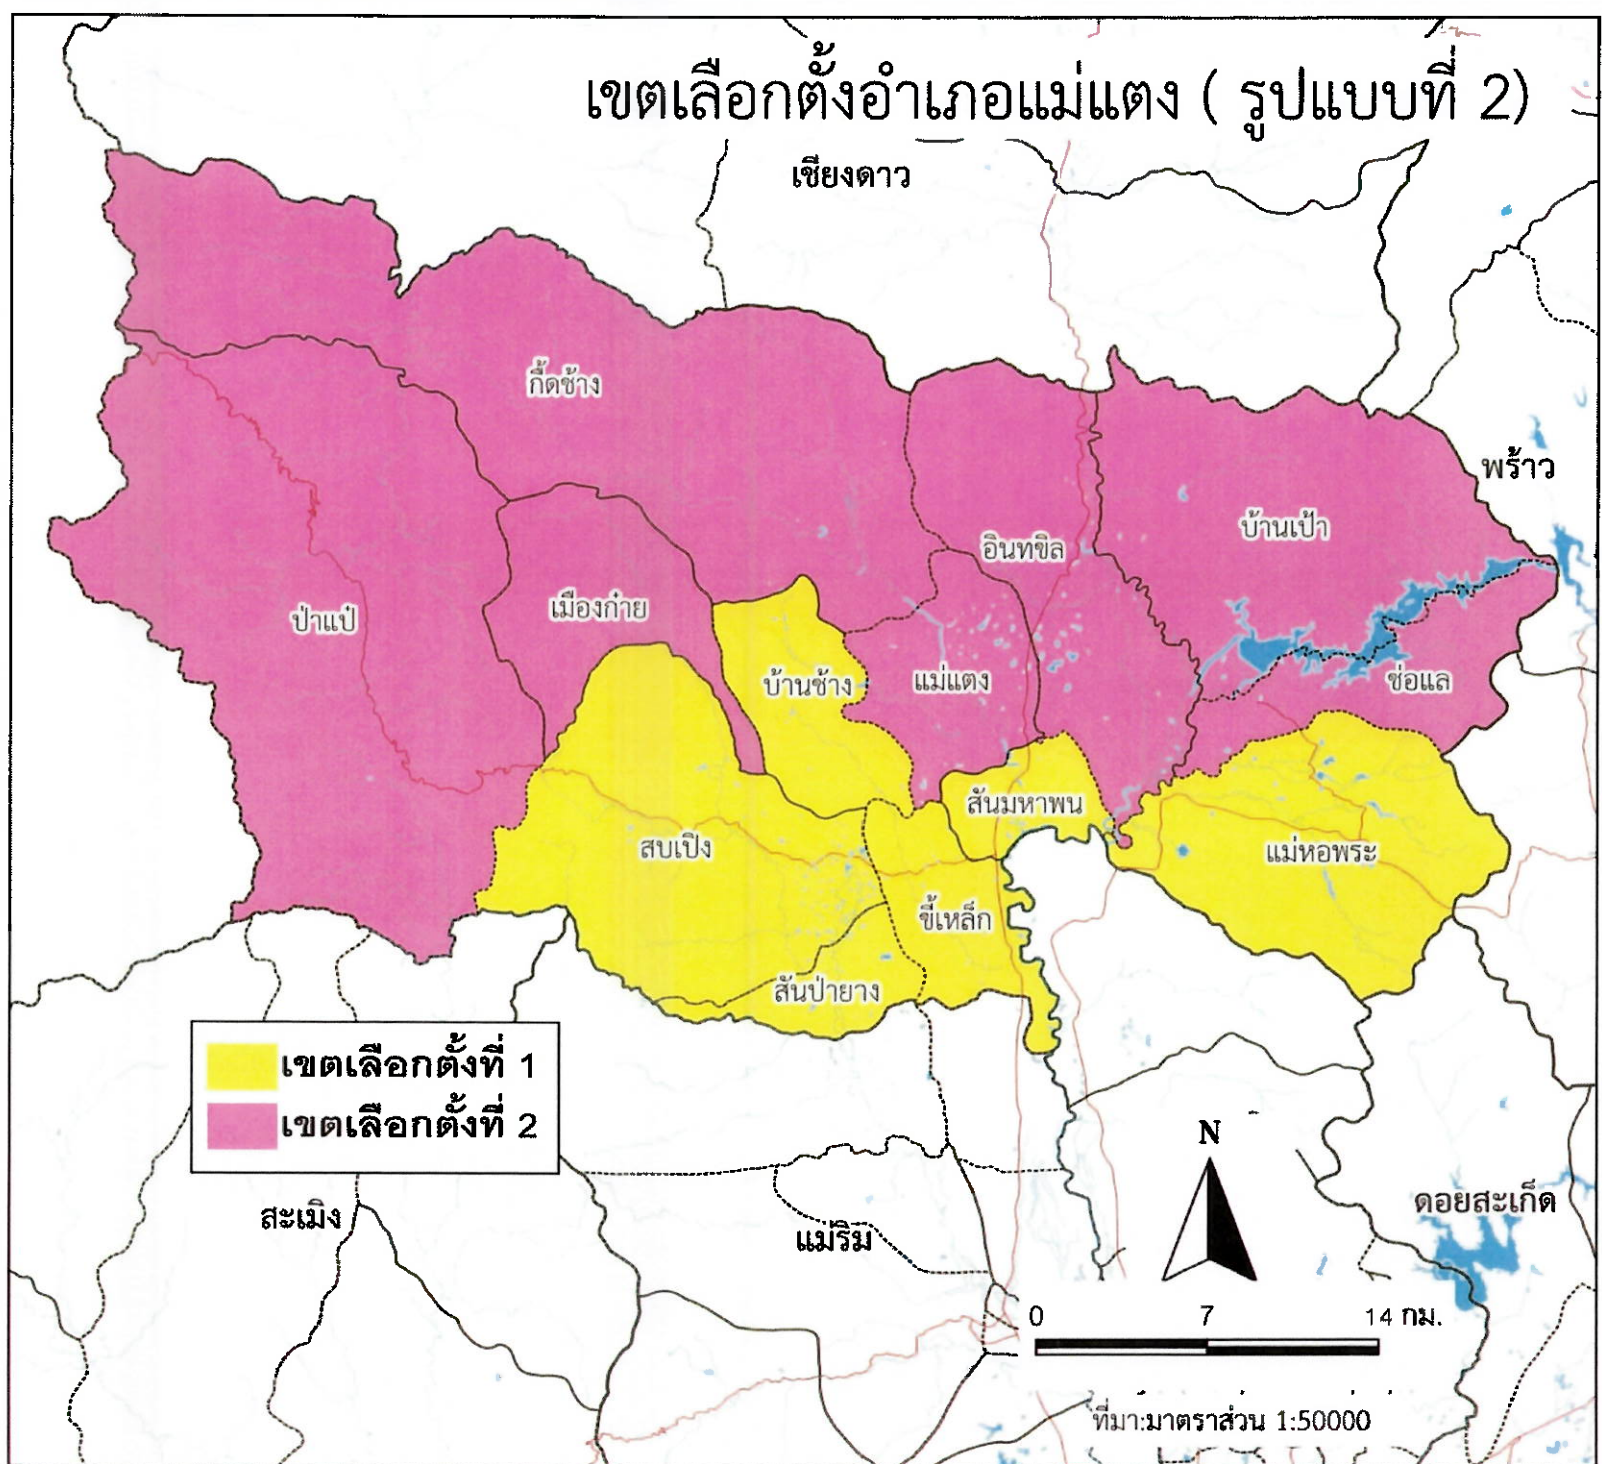 เขตเลือกตั้งอำเภอแม่แตง ( รูปแบบที่ 2)
เชียงดาว
กื้ดช้าง
พร้าว
บ้านเป้า
อินทขิล
เมืองก๋าย
ป่าแป๋
บ้านช้าง
แม่แตง
ช่อแล
สันมหาพน
สบเปิง
แม่หอพระ
ขี้เหล็ก
สันป่ายาง
เขตเลือกตั้งที่ 1
เขตเลือกตั้งที่ 2
N
สะเมิง
แม่ริม
ดอยสะเก็ด
0 7 14 กม.
ที่มา:มาตราส่วน 1:50000